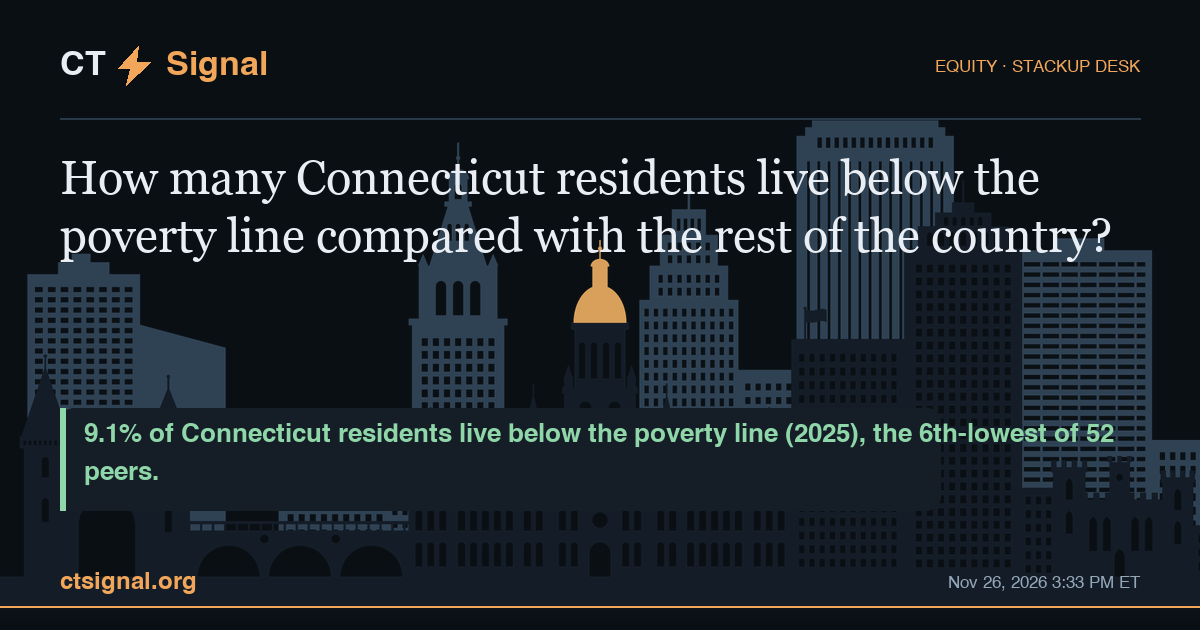 CT Signal
EQUITY · STACKUP DESK
How many Connecticut residents live below the
poverty line compared with the rest of the country?
9.1% of Connecticut residents live below the poverty line (2025), the 6th-lowest of 52
peers.
ctsignal.org
Nov 26, 2026 3:33 PM ET